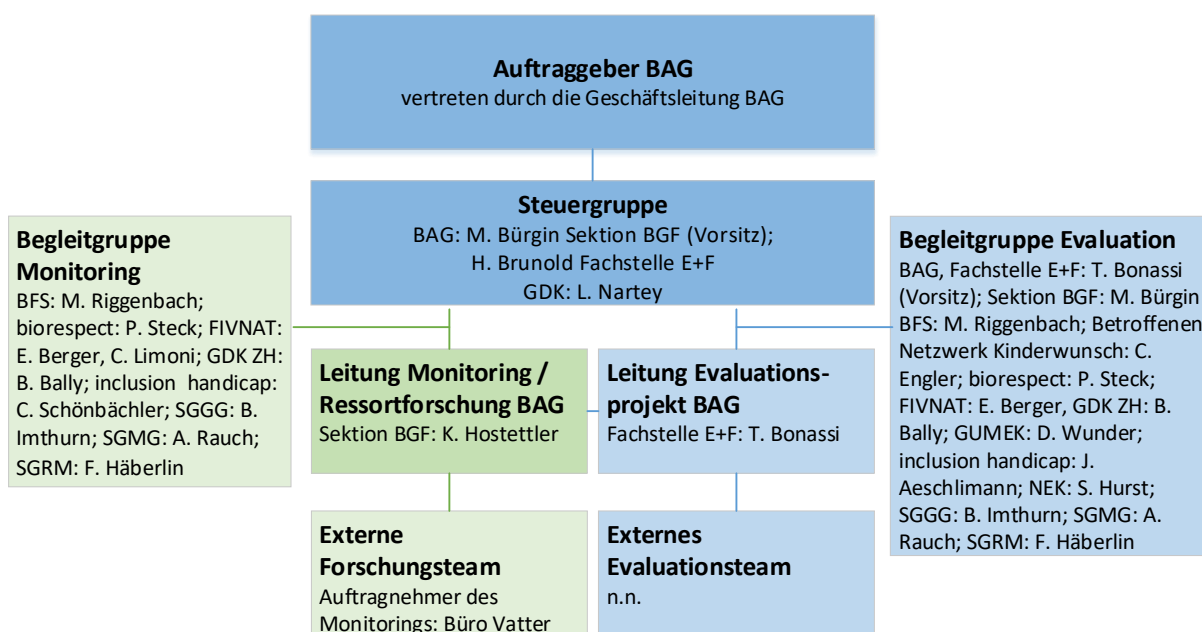 Auftraggeber BAG
vertreten durch die Geschäftsleitung BAG
Steuergruppe
BAG: M. Bürgin Sektion BGF (Vorsitz);
H. Brunold Fachstelle E+F
GDK: L. Nartey
Begleitgruppe
Monitoring
BFS: M. Riggenbach;
biorespect: P. Steck; FIVNAT:
E. Berger, C. Limoni; GDK ZH:
B. Bally; inclusion handicap:
C. Schönbächler; SGGG: B.
Imthurn; SGMG: A. Rauch;
SGRM: F. Häberlin
Begleitgruppe Evaluation
BAG, Fachstelle E+F: T. Bonassi
(Vorsitz); Sektion BGF: M. Bürgin
BFS: M. Riggenbach; Betroffenen
Netzwerk Kinderwunsch: C.
Engler; biorespect: P. Steck;
FIVNAT: E. Berger, GDK ZH: B.
Bally; GUMEK: D. Wunder;
inclusion handicap: J.
Aeschlimann; NEK: S. Hurst;
SGGG: B. Imthurn; SGMG: A.
Rauch; SGRM: F. Häberlin
Leitung Monitoring /
Ressortforschung BAG
Sektion BGF: K. Hostettler
Leitung Evaluations-
projekt BAG
Fachstelle E+F: T. Bonassi
Externe
Forschungsteam
Auftragnehmer des
Monitorings: Büro Vatter
Externes
Evaluationsteam
n.n.